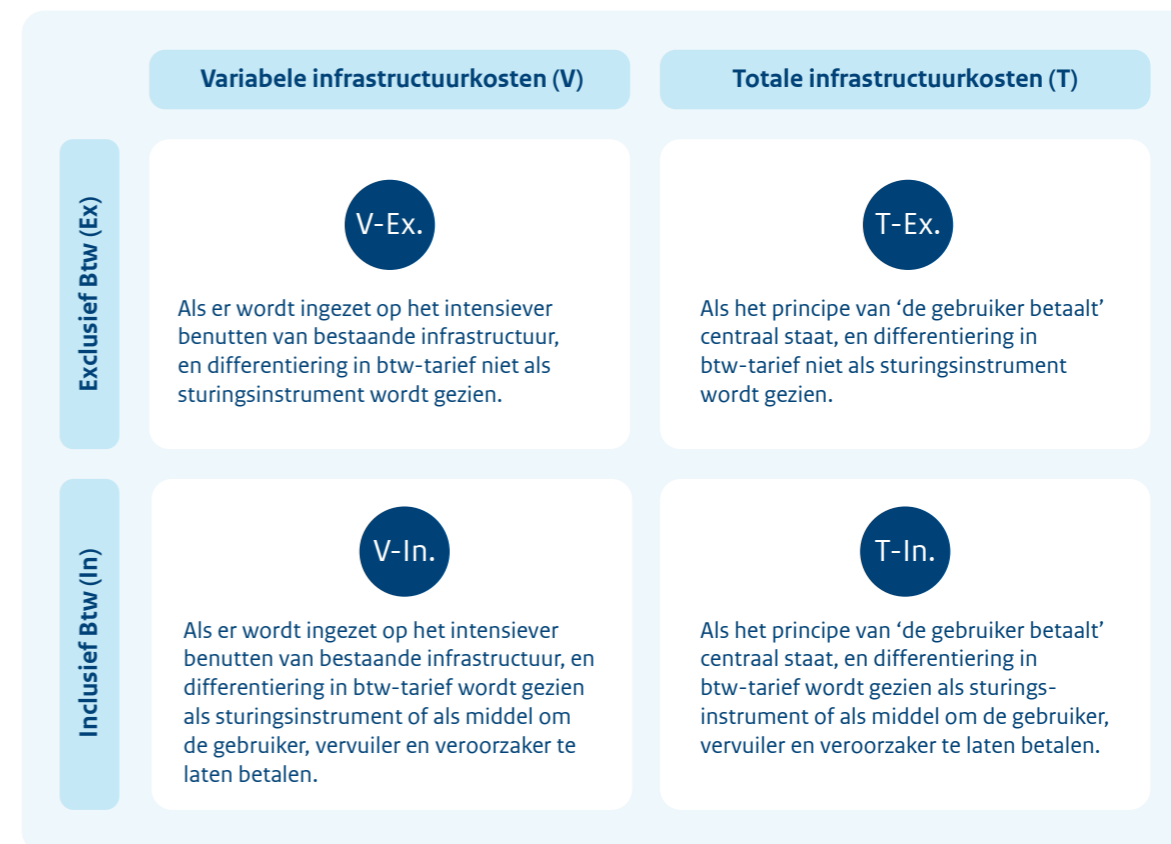 Variabele infrastructuurkosten (V)
Totale infrastructuurkosten (T)
Exclusief Btw (Ex)
V-Ex.
Als er wordt ingezet op het intensiever
benutten van bestaande infrastructuur,
en differentiering in btw-tarief niet als
sturingsinstrument wordt gezien.
T-Ex.
Als het principe van ‘de gebruiker betaalt’
centraal staat, en differentiering in
btw-tarief niet als sturingsinstrument
wordt gezien.
Inclusief Btw (In)
V-In.
Als er wordt ingezet op het intensiever
benutten van bestaande infrastructuur, en
differentiering in btw-tarief wordt gezien
als sturingsinstrument of als middel om
de gebruiker, vervuiler en veroorzaker te
laten betalen.
T-In.
Als het principe van ‘de gebruiker betaalt’
centraal staat, en differentiering in
btw-tarief wordt gezien als sturings-
instrument of als middel om de gebruiker,
vervuiler en veroorzaker te laten betalen.